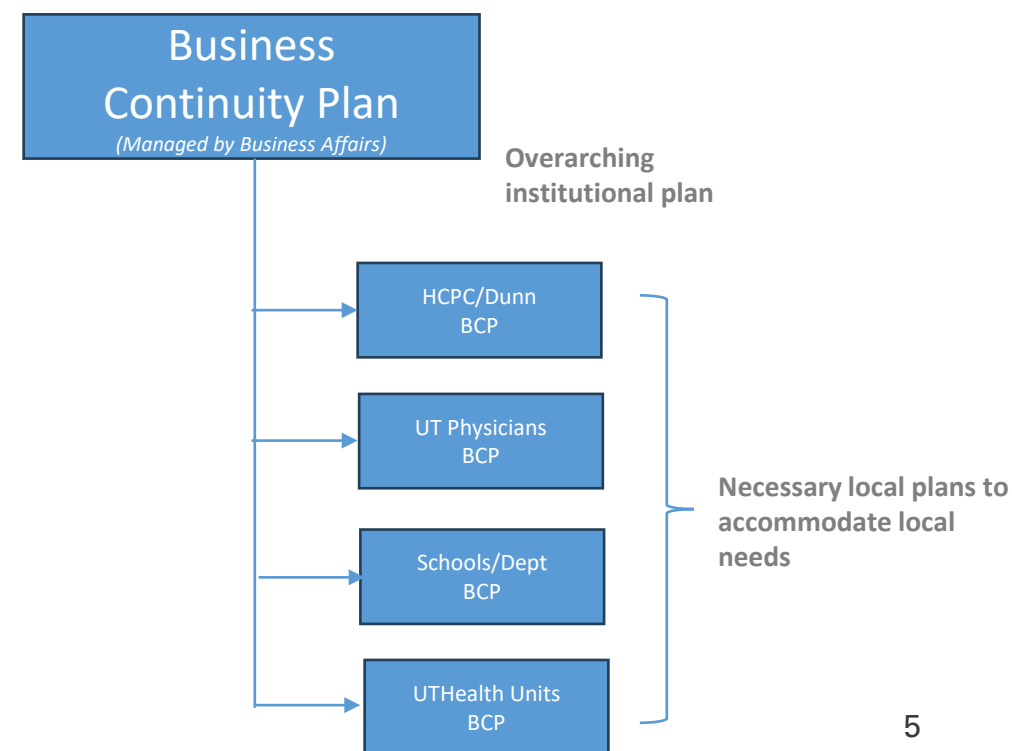 Business
Continuity Plan
(Managed by Business Affairs)
Overarching
institutional plan
HCPC/Dunn
BCP
UT Physicians
BCP
Schools/Dept
BCP
UTHealth Units
BCP
Necessary local plans to
accommodate local
needs
5